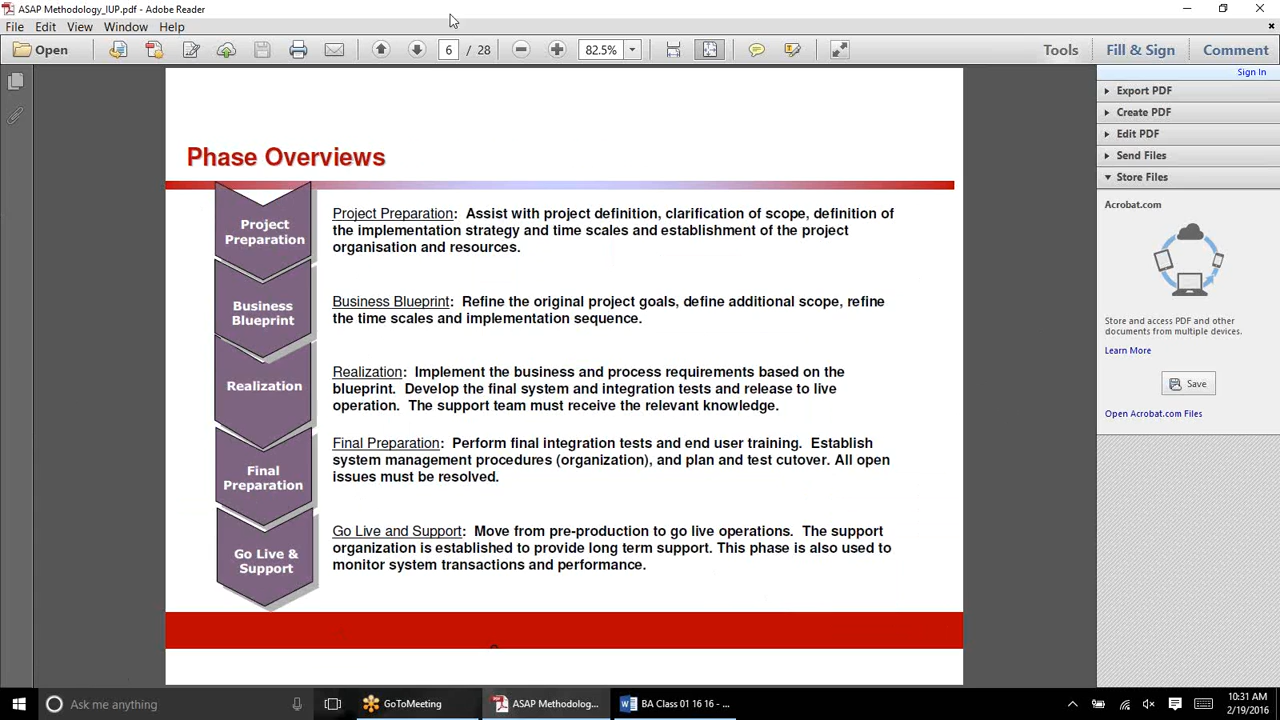 ASAP Methodology_IUP.pdf - Adobe Reader
File Edit View Window Help
Open 6 / 28 82.5% Tools Fill & Sign Comment
Sign In
Export PDF
Create PDF
Edit PDF
Send Files
Store Files
Acrobat.com
Store and access PDF and other
documents from multiple devices.
Learn More
Save
Open Acrobat.com Files
Phase Overviews
Project
Preparation
Project Preparation: Assist with project definition, clarification of scope, definition of
the implementation strategy and time scales and establishment of the project
organisation and resources.
Business
Blueprint
Business Blueprint: Refine the original project goals, define additional scope, refine
the time scales and implementation sequence.
Realization
Realization: Implement the business and process requirements based on the
blueprint. Develop the final system and integration tests and release to live
operation. The support team must receive the relevant knowledge.
Final
Preparation
Final Preparation: Perform final integration tests and end user training. Establish
system management procedures (organization), and plan and test cutover. All open
issues must be resolved.
Go Live &
Support
Go Live and Support: Move from pre-production to go live operations. The support
organization is established to provide long term support. This phase is also used to
monitor system transactions and performance.
Ask me anything GoToMeeting ASAP Methodolog... BA Class 01 16 16 - ... 10:31 AM
2/19/2016